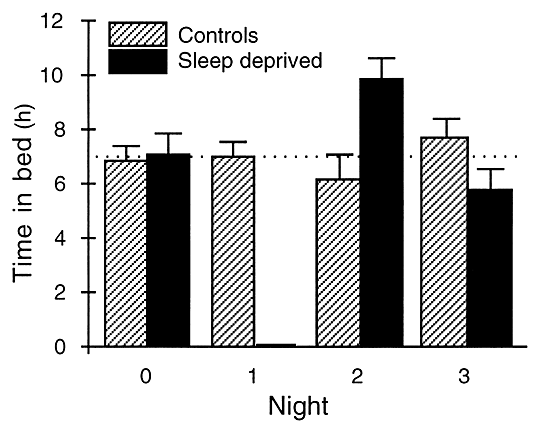 Controls
Sleep deprived
Time in bed (h)
12
10
8
6
4
2
0
0 1 2 3
Night